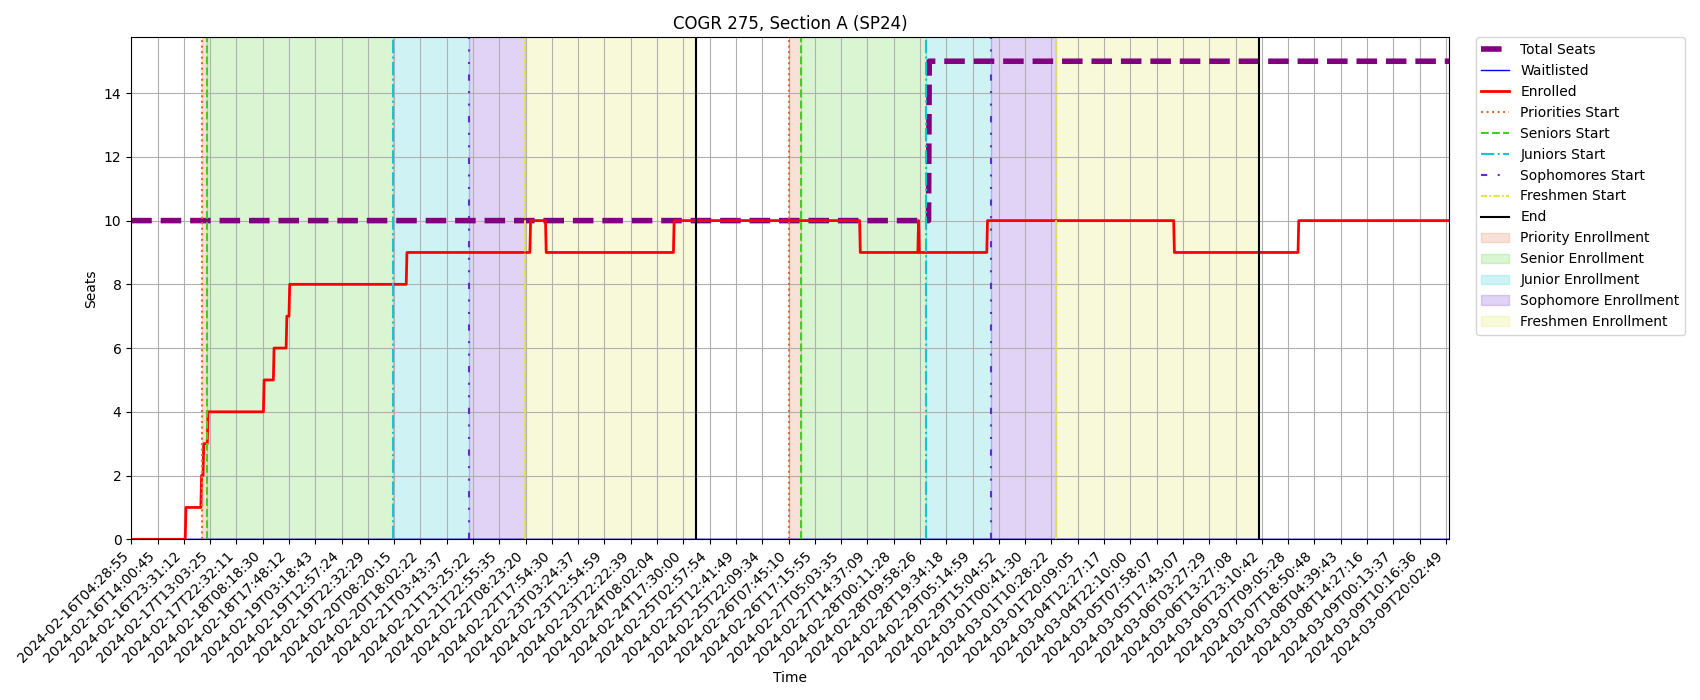 COGR 275, Section A (SP24)
Total Seats
Waitlisted
Enrolled
Priorities Start
Seniors Start
Juniors Start
Sophomores Start
Freshmen Start
End
Priority Enrollment
Senior Enrollment
Junior Enrollment
Sophomore Enrollment
Freshmen Enrollment
Seats
14
12
10
8
6
4
2
0
2024-02-16T04:28:55
2024-02-16T14:00:45
2024-02-16T23:31:12
2024-02-17T13:03:25
2024-02-17T22:32:11
2024-02-18T08:18:30
2024-02-18T17:48:12
2024-02-19T03:18:43
2024-02-19T12:57:24
2024-02-19T22:32:29
2024-02-20T08:20:15
2024-02-20T18:02:22
2024-02-21T03:43:37
2024-02-21T13:25:22
2024-02-21T22:55:35
2024-02-22T08:23:20
2024-02-22T17:54:30
2024-02-23T03:24:37
2024-02-23T12:54:59
2024-02-23T22:22:39
2024-02-24T08:02:04
2024-02-24T17:30:00
2024-02-25T02:57:54
2024-02-25T12:41:49
2024-02-25T22:09:34
2024-02-26T07:45:10
2024-02-26T17:15:55
2024-02-27T05:03:35
2024-02-27T14:37:09
2024-02-28T00:11:28
2024-02-28T09:58:26
2024-02-28T19:34:18
2024-02-29T05:14:59
2024-02-29T15:04:52
2024-03-01T00:41:30
2024-03-01T10:28:22
2024-03-01T20:09:05
2024-03-04T12:27:17
2024-03-04T22:10:00
2024-03-05T07:58:07
2024-03-05T17:43:07
2024-03-06T03:27:29
2024-03-06T13:27:08
2024-03-06T23:10:42
2024-03-07T09:05:28
2024-03-07T18:50:48
2024-03-08T04:39:43
2024-03-08T14:27:16
2024-03-09T00:13:37
2024-03-09T10:16:36
2024-03-09T20:02:49
Time